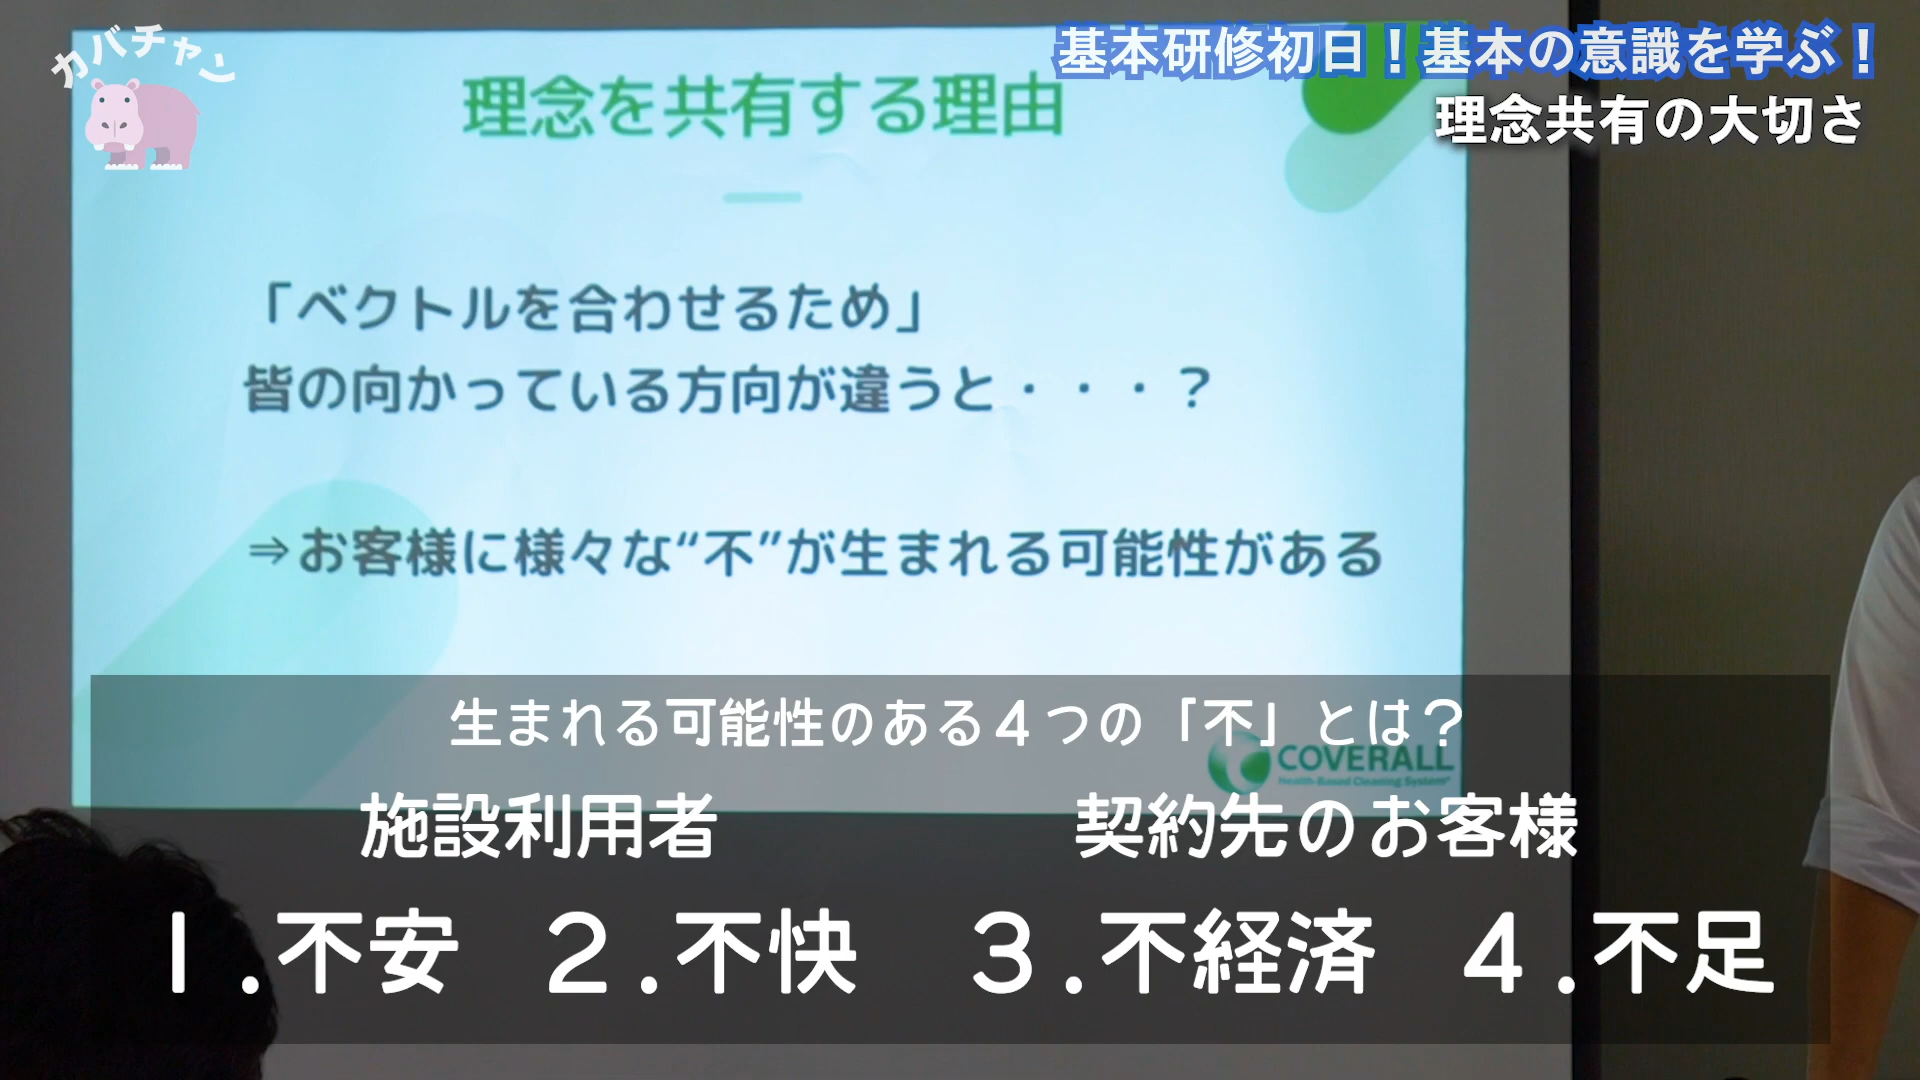 カバチャン
基本研修初日！基本の意識を学ぶ！
理念共有の大切さ
理念を共有する理由
「ベクトルを合わせるため」
皆の向かっている方向が違うと・・・？
⇒お客様に様々な“不”が生まれる可能性がある
生まれる可能性のある４つの「不」とは？
COVERALL
Health-Based Cleaning System®
施設利用者 契約先のお客様
１.不安 ２.不快 ３.不経済 ４.不足